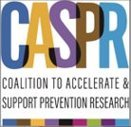 CASPR
COALITION TO ACCELERATE &
SUPPORT PREVENTION RESEARCH